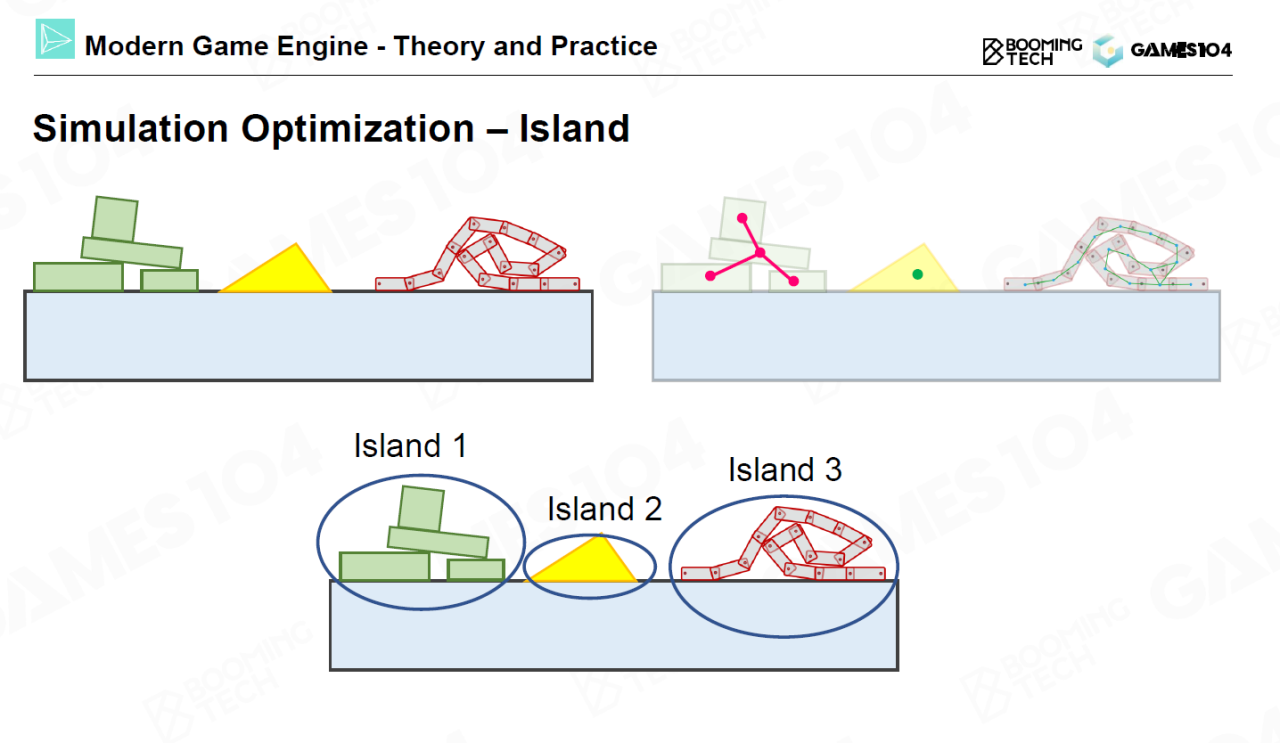 Modern Game Engine - Theory and Practice
BOOMING
TECH
GAMES104
Simulation Optimization – Island
Island 1
Island 2
Island 3